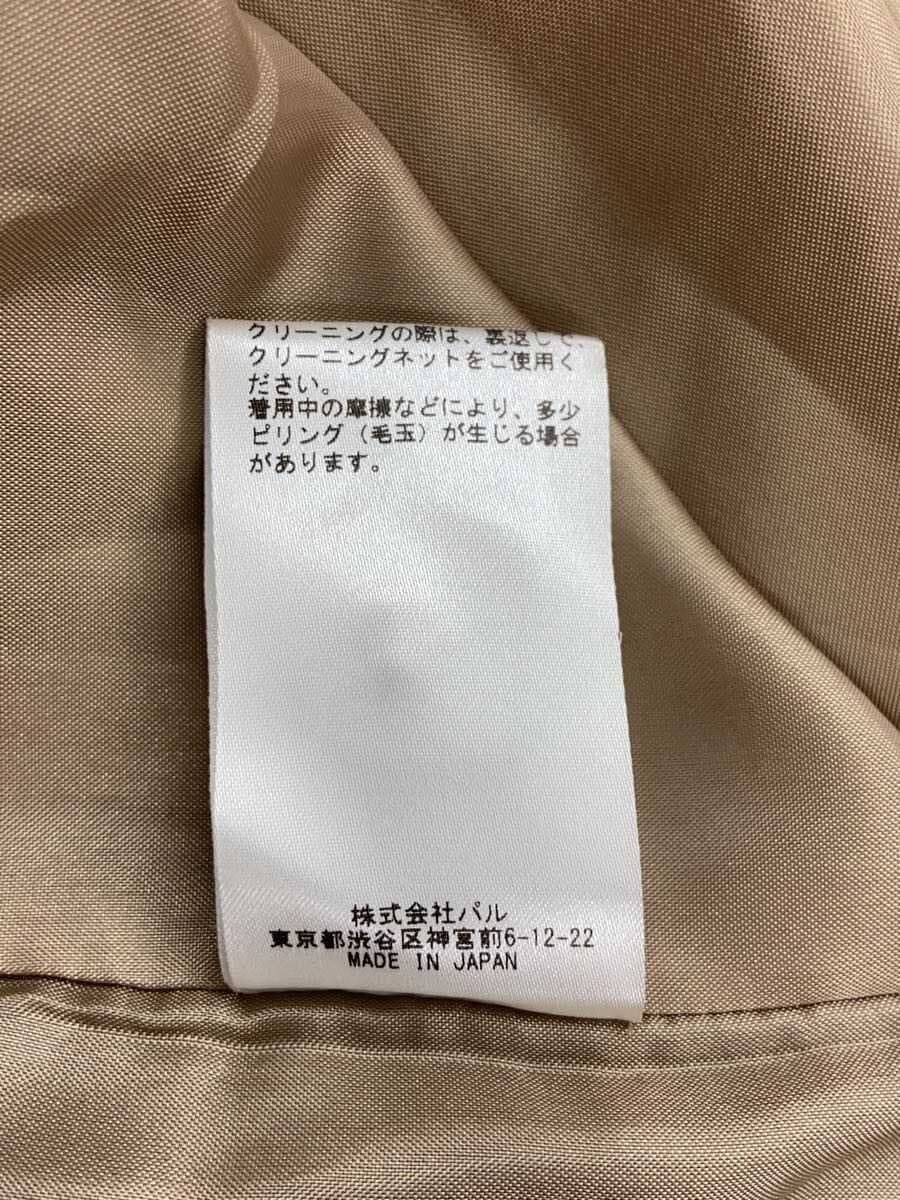 クリーニングの際は、裏返して、
クリーニングネットをご使用く
ださい。
着用中の摩擦などにより、多少
ピリング（毛玉）が生じる場合
があります。
株式会社パル
東京都渋谷区神宮前6-12-22
MADE IN JAPAN